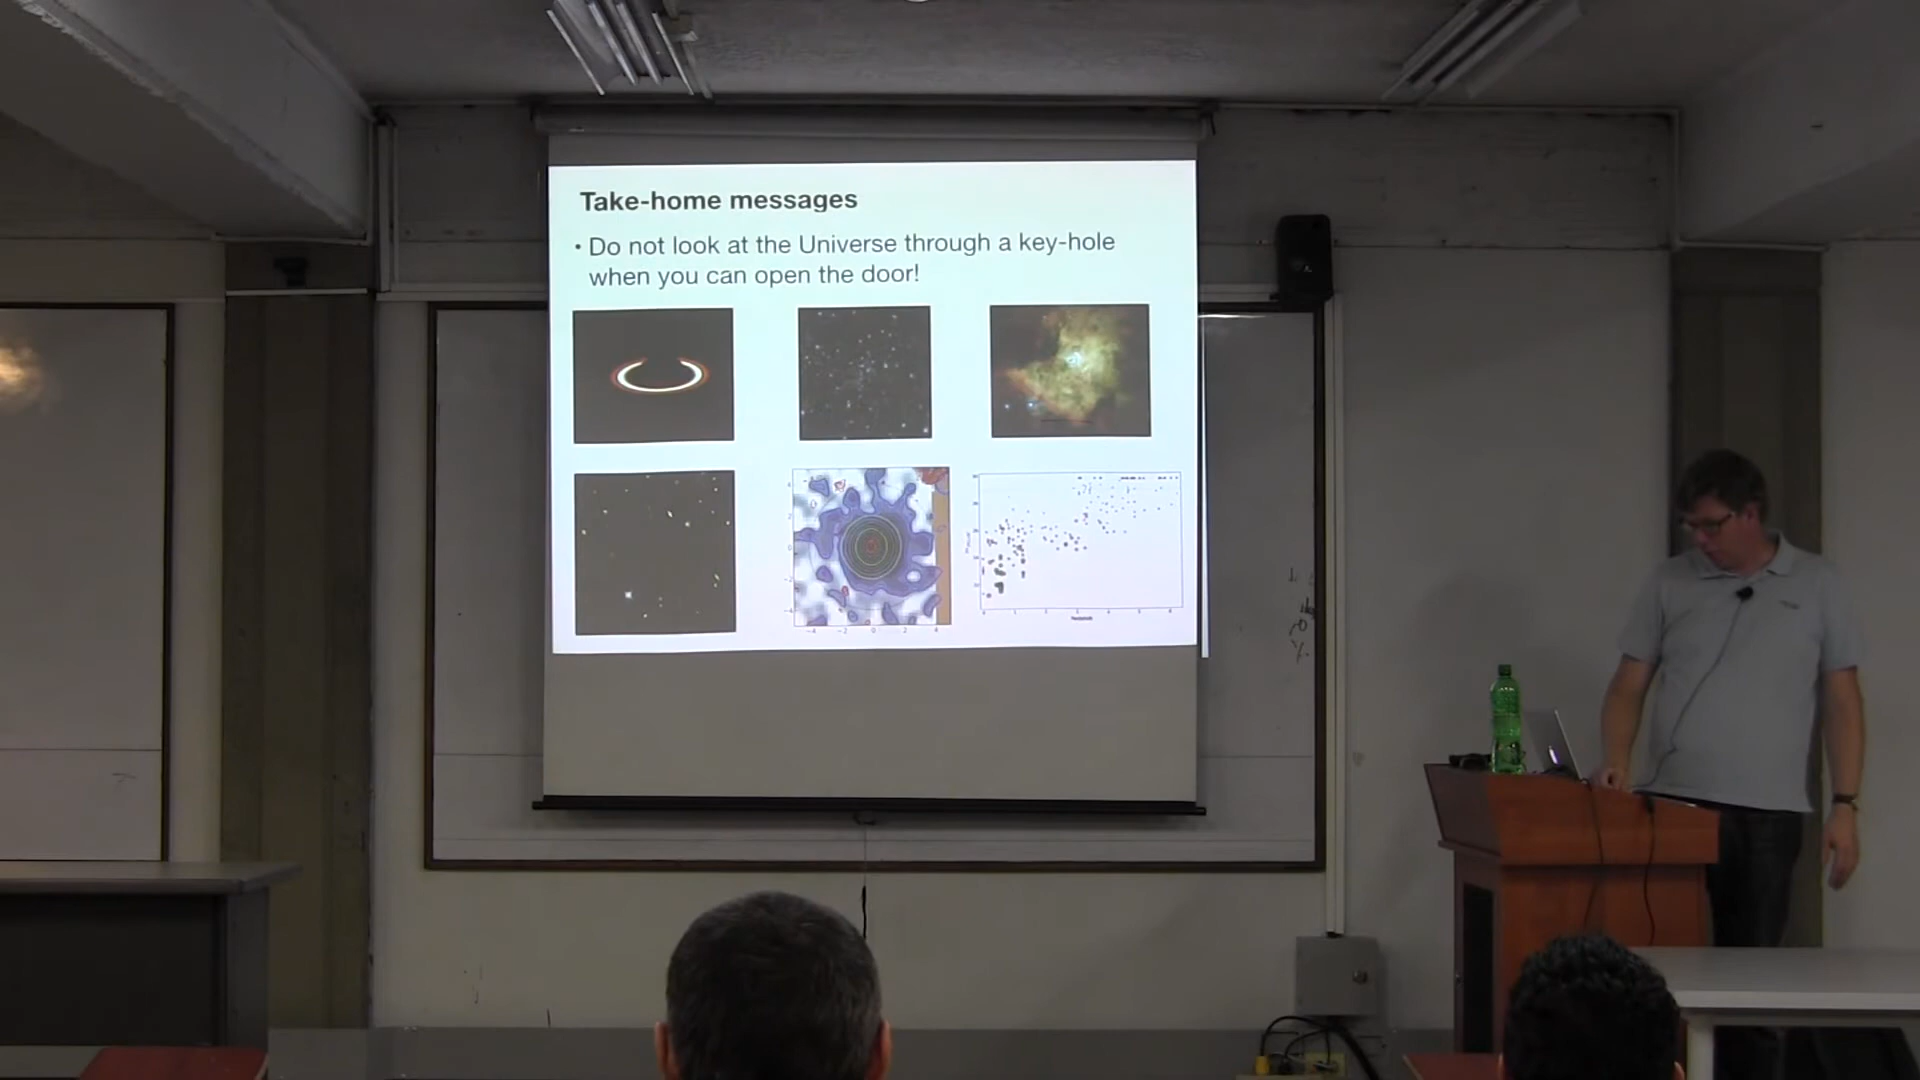 Take-home messages
• Do not look at the Universe through a key-hole
when you can open the door!